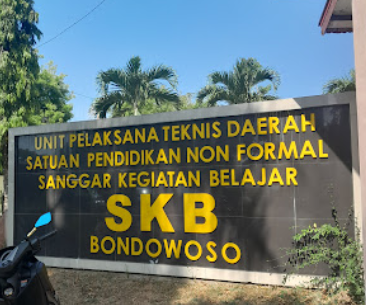 UNIT PELAKSANA TEKNIS DAERAH
SATUAN PENDIDIKAN NON FORMAL
SANGGAR KEGIATAN BELAJAR
SKB
BONDOWOSO